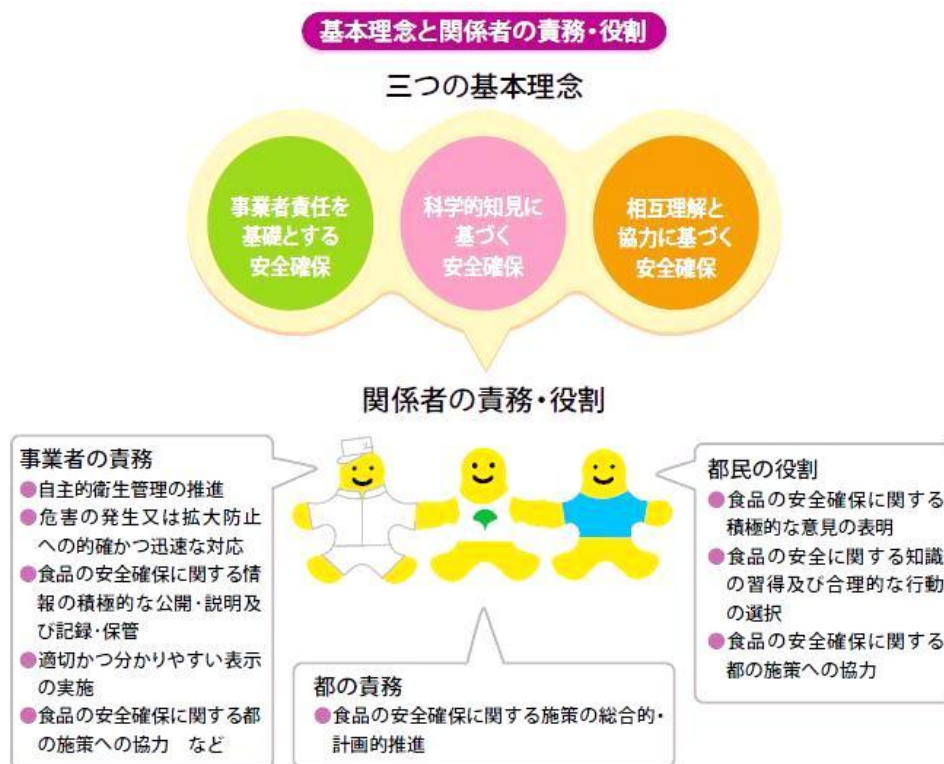 基本理念と関係者の責務・役割
三つの基本理念
事業者責任を
基礎とする
安全確保
科学的知見に
基づく
安全確保
相互理解と
協力に基づく
安全確保
関係者の責務・役割
事業者の責務
●自主的衛生管理の推進
●危害の発生又は拡大防止
への的確かつ迅速な対応
●食品の安全確保に関する情
報の積極的な公開・説明及
び記録・保管
●適切かつ分かりやすい表示
の実施
●食品の安全確保に関する都
の施策への協力　など
都の責務
●食品の安全確保に関する施策の総合的・
計画的推進
都民の役割
●食品の安全確保に関する
積極的な意見の表明
●食品の安全に関する知識
の習得及び合理的な行動
の選択
●食品の安全確保に関する
都の施策への協力